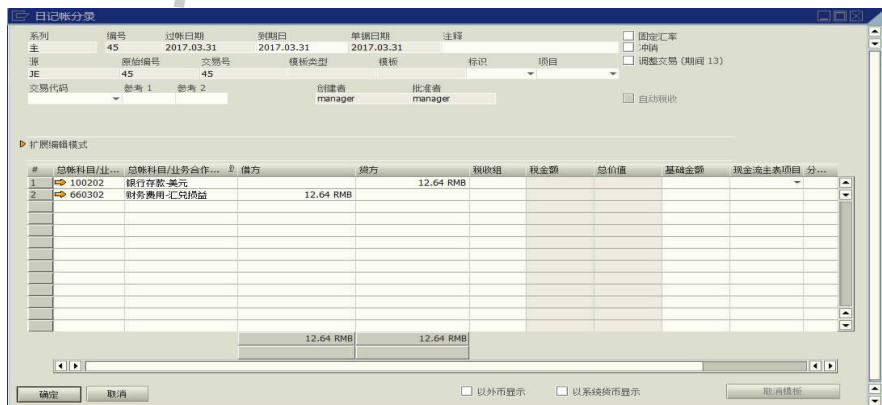 日记帐分录
系列 编号 过帐日期 到期日 单据日期 注释 固定汇率
主 45 2017.03.31 2017.03.31 2017.03.31 冲销
源 原始编号 交易号 模板类型 模板 标识 项目 调整交易 (期间 13)
JE 45 45
交易代码 参考 1 参考 2 创建者 批准者
manager manager 自动税收
扩展编辑模式
# 总帐科目/业... 总帐科目/业务合作... 借方 贷方 税收组 税金额 总价值 基础金额 现金流主表项目 分...
1 100202 银行存款-美元 12.64 RMB
2 660302 财务费用-汇兑损益 12.64 RMB
12.64 RMB 12.64 RMB
以外币显示 以系统货币显示 取消模板
确定 取消